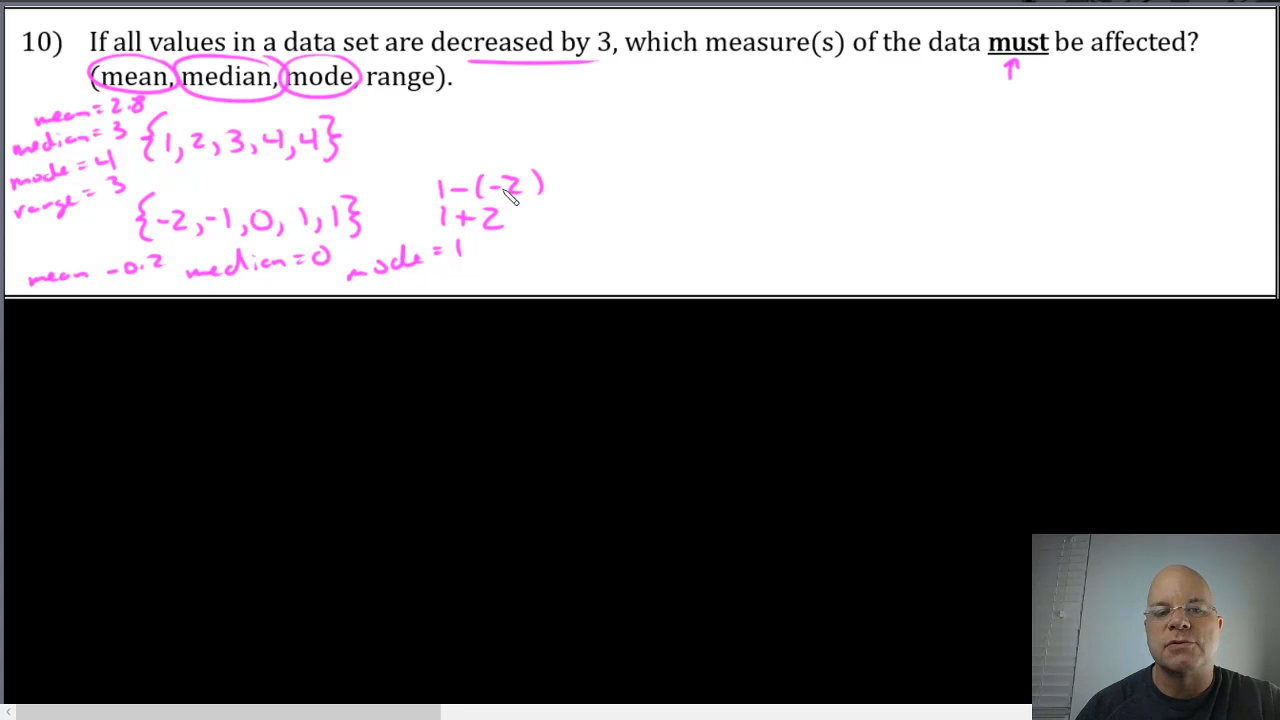 10) If all values in a data set are decreased by 3, which measure(s) of the data must be affected?
(mean, median, mode, range).
mean = 2.8
median = 3
mode = 4
range = 3
{1, 2, 3, 4, 4}
{-2, -1, 0, 1, 1}
1 - (-2)
1 + 2
mean -0.2 median = 0 mode = 1